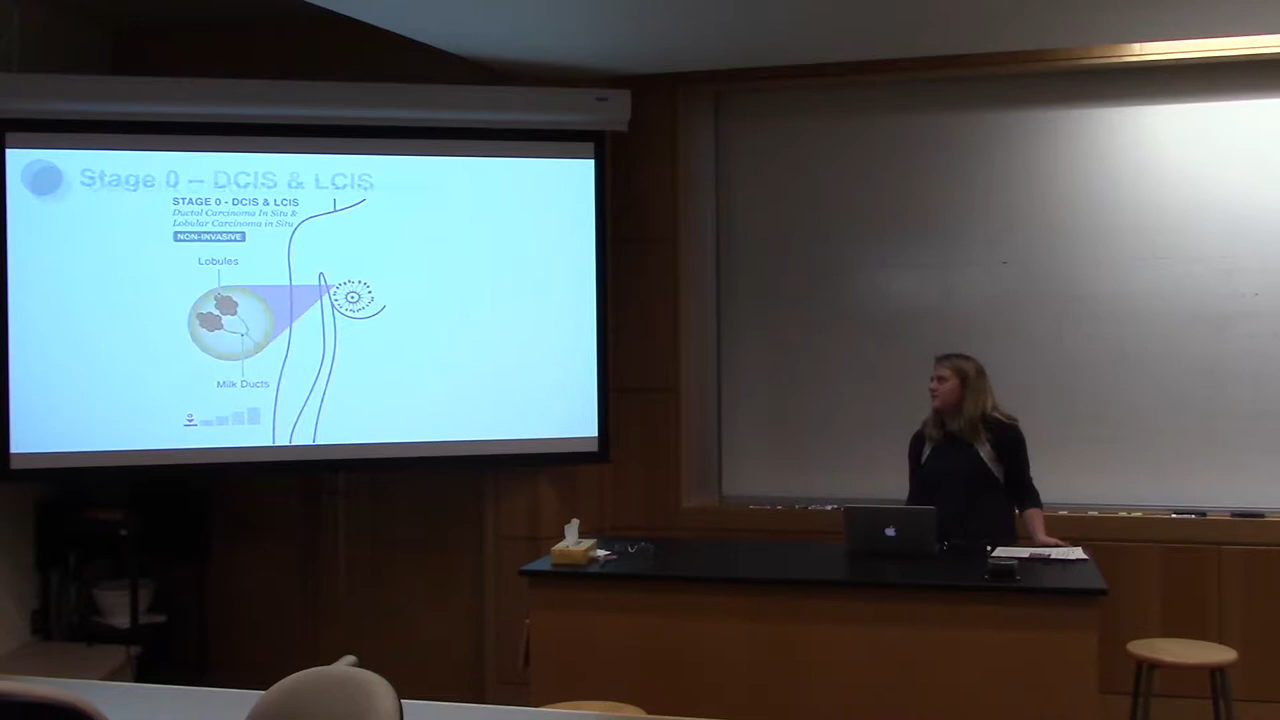 Stage 0 – DCIS & LCIS
STAGE 0 - DCIS & LCIS
Ductal Carcinoma In Situ &
Lobular Carcinoma in Situ
NON-INVASIVE
Lobules
Milk Ducts